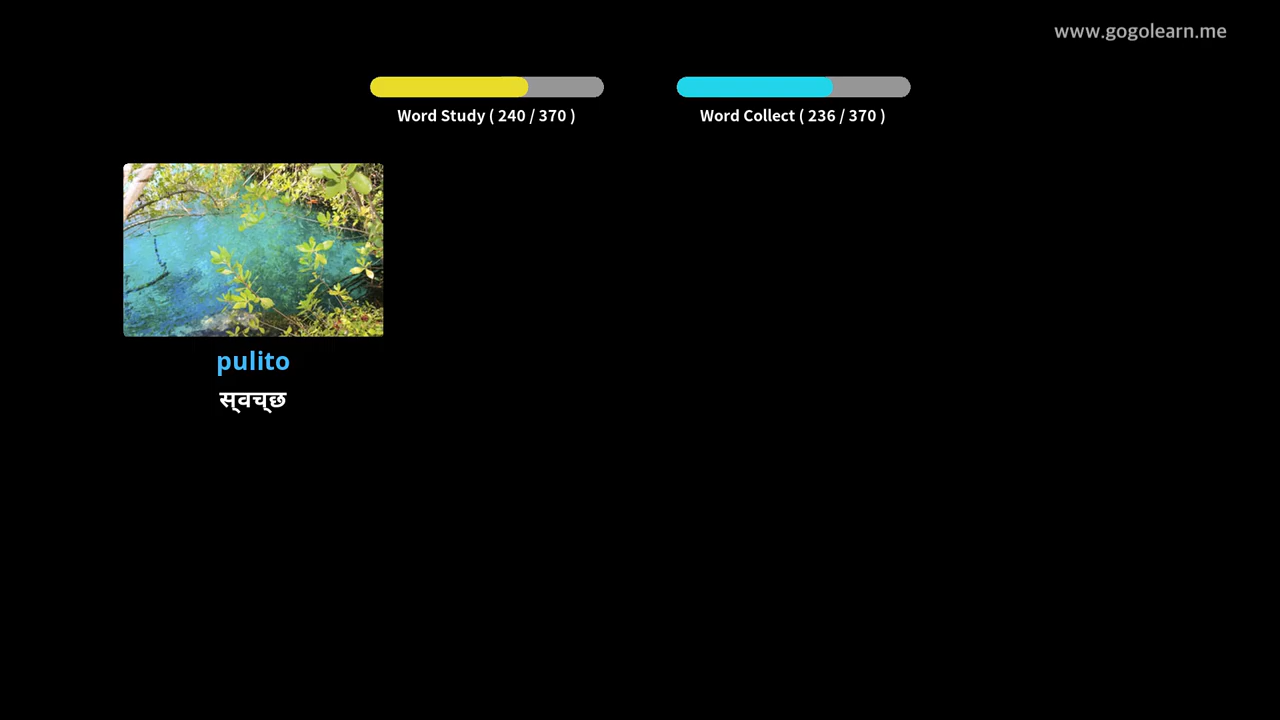 www.gogolearn.me
Word Study ( 240 / 370 )
Word Collect ( 236 / 370 )
pulito
स्वच्छ